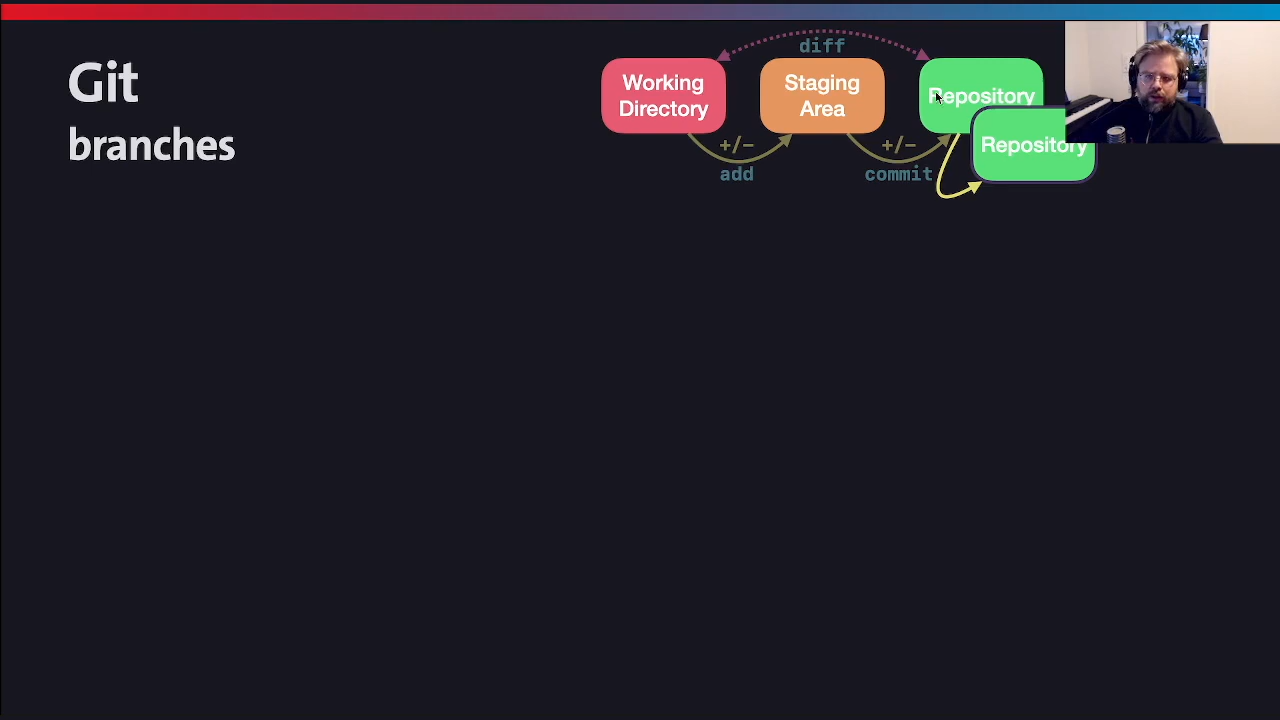 Git
branches
diff
Working
Directory
Staging
Area
Repository
Repository
+/-
+/-
add
commit